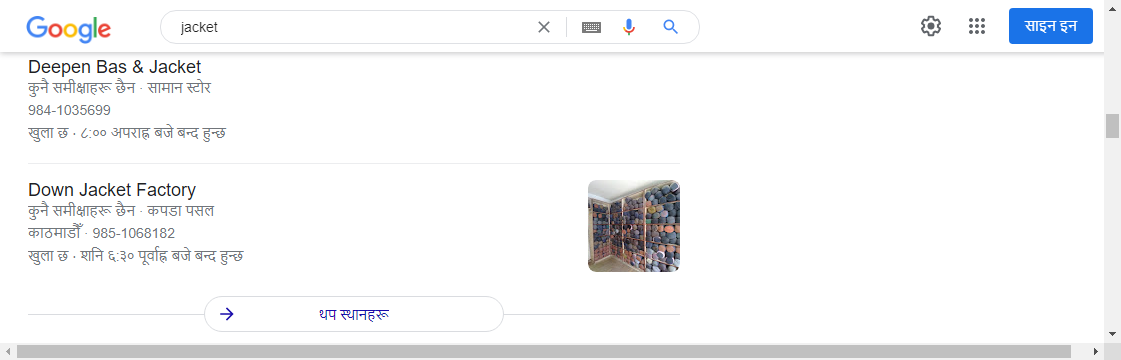 Google
jacket
साइन इन
Deepen Bas & Jacket
कुनै समीक्षाहरू छैन · सामान स्टोर
984-1035699
खुला छ · ८:०० अपराह्न बजे बन्द हुन्छ
Down Jacket Factory
कुनै समीक्षाहरू छैन · कपडा पसल
काठमाडौँ · 985-1068182
खुला छ · शनि ६:३० पूर्वाह्न बजे बन्द हुन्छ
थप स्थानहरू